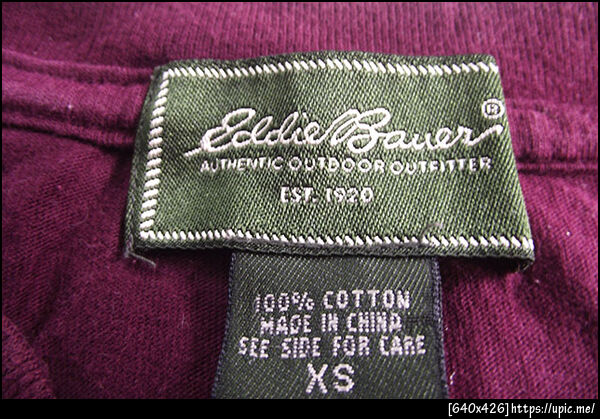 Eddie Bauer®
AUTHENTIC OUTDOOR OUTFITTER
EST. 1920
100% COTTON
MADE IN CHINA
SEE SIDE FOR CARE
XS
[640x426]https://upic.me/